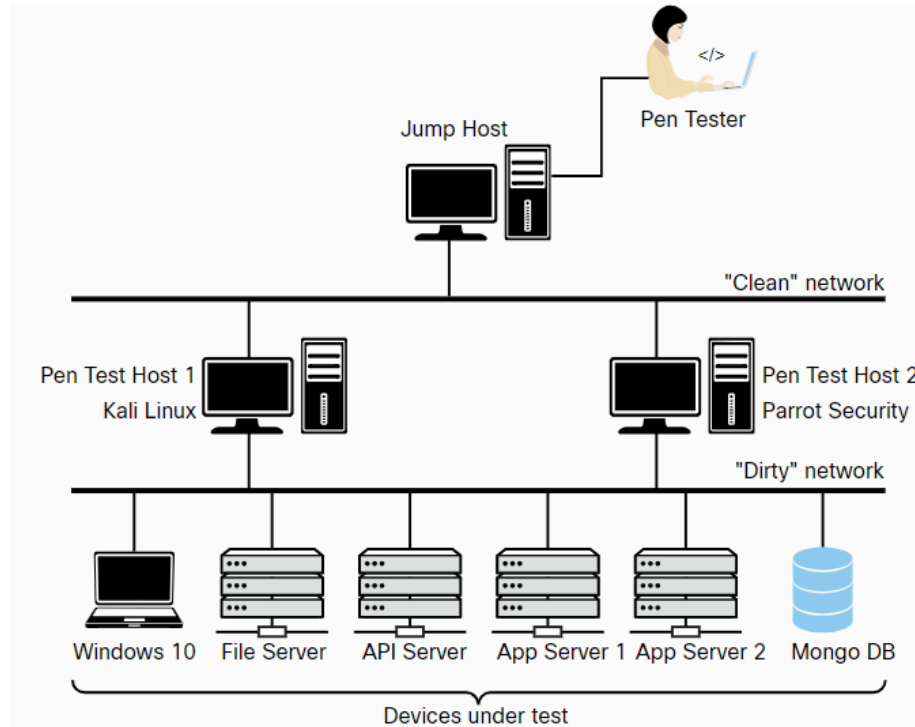 </>
Pen Tester
Jump Host
"Clean" network
Pen Test Host 1
Kali Linux
Pen Test Host 2
Parrot Security
"Dirty" network
Windows 10
File Server
API Server
App Server 1
App Server 2
Mongo DB
Devices under test